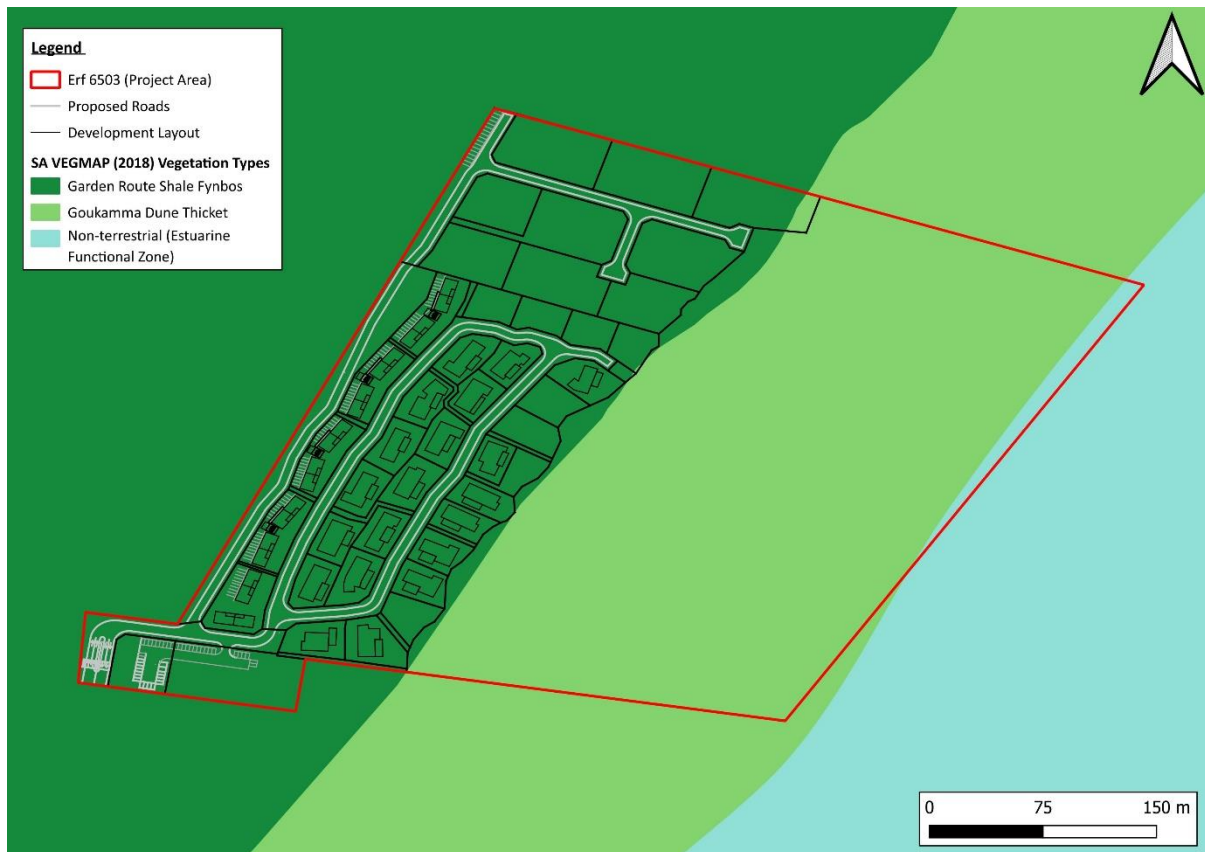 Legend
Erf 6503 (Project Area)
Proposed Roads
Development Layout
SA VEGMAP (2018) Vegetation Types
Garden Route Shale Fynbos
Goukamma Dune Thicket
Non-terrestrial (Estuarine
Functional Zone)
0 75 150 m